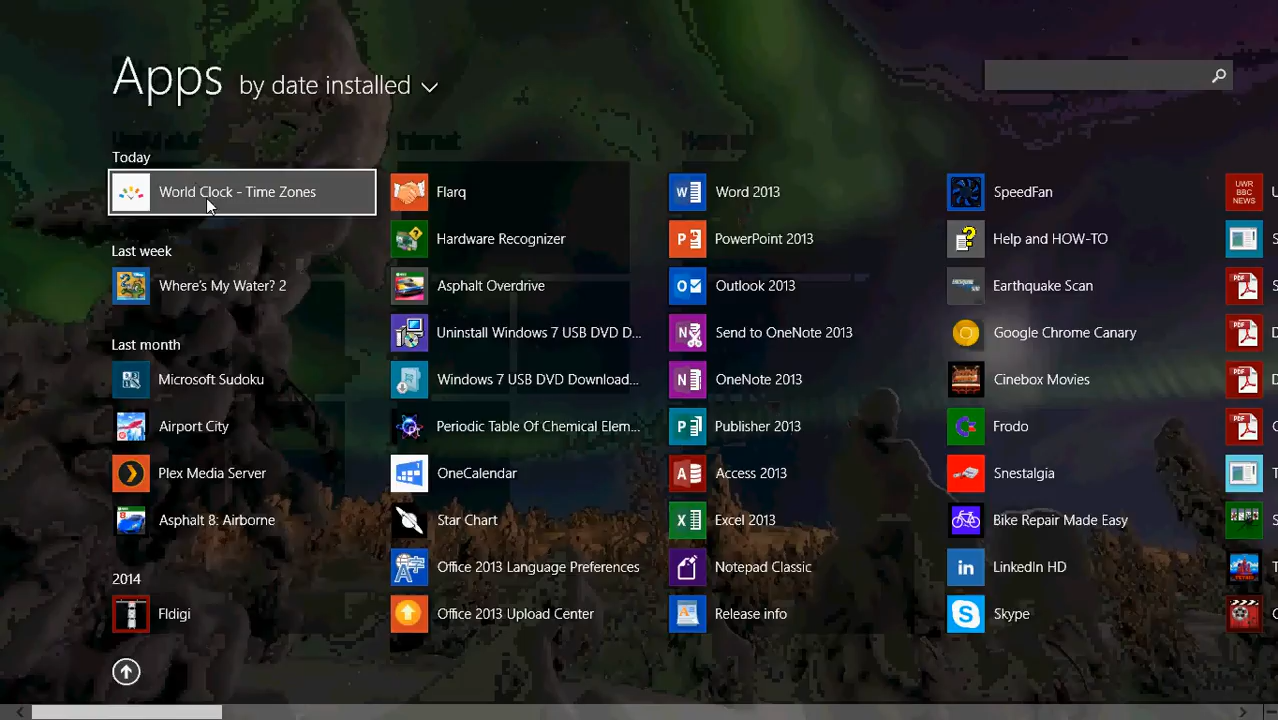 Apps by date installed
Today
World Clock - Time Zones
Last week
Where's My Water? 2
Last month
Microsoft Sudoku
Airport City
Plex Media Server
Asphalt 8: Airborne
2014
Fldigi
Flarq
Hardware Recognizer
Asphalt Overdrive
Uninstall Windows 7 USB DVD D...
Windows 7 USB DVD Download...
Periodic Table Of Chemical Elem...
OneCalendar
Star Chart
Office 2013 Language Preferences
Office 2013 Upload Center
Word 2013
PowerPoint 2013
Outlook 2013
Send to OneNote 2013
OneNote 2013
Publisher 2013
Access 2013
Excel 2013
Notepad Classic
Release info
SpeedFan
Help and HOW-TO
Earthquake Scan
Google Chrome Canary
Cinebox Movies
Frodo
Snestalgia
Bike Repair Made Easy
LinkedIn HD
Skype
UWR
BBC
NEWS